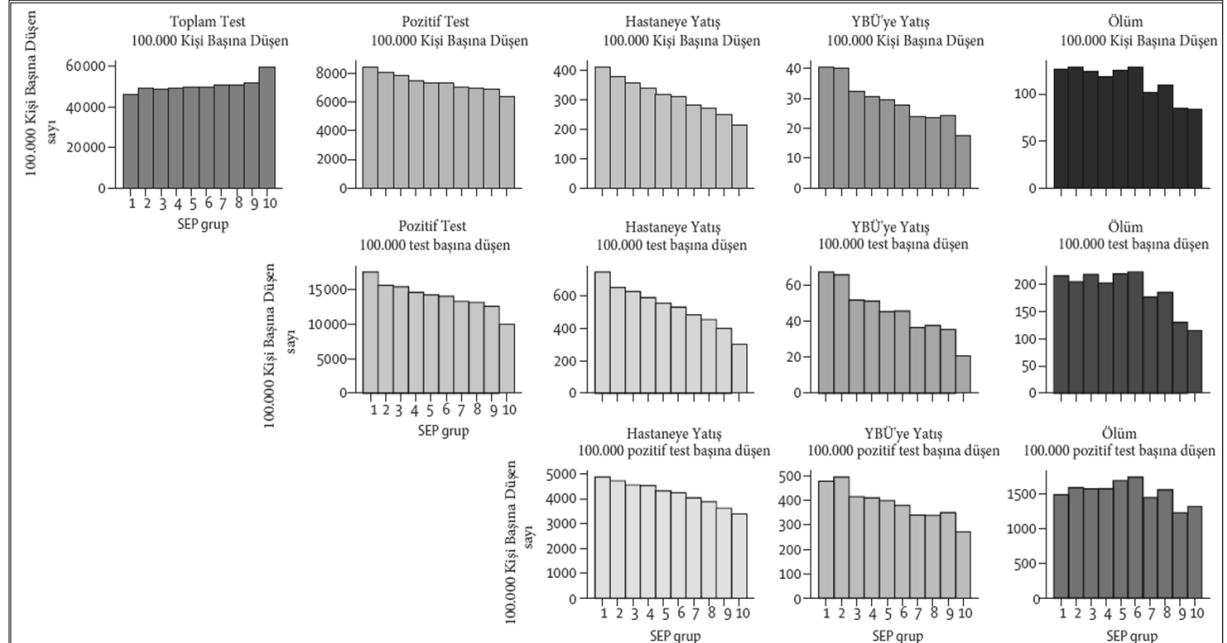 Toplam Test
100.000 Kişi Başına Düşen
Pozitif Test
100.000 Kişi Başına Düşen
Hastaneye Yatış
100.000 Kişi Başına Düşen
YBÜ'ye Yatış
100.000 Kişi Başına Düşen
Ölüm
100.000 Kişi Başına Düşen
100.000 Kişi Başına Düşen
sayı
60000
40000
20000
0
1 2 3 4 5 6 7 8 9 10
SEP grup
8000
6000
4000
2000
0
400
300
200
100
0
40
30
20
10
0
100
50
0
Pozitif Test
100.000 test başına düşen
Hastaneye Yatış
100.000 test başına düşen
YBÜ'ye Yatış
100.000 test başına düşen
Ölüm
100.000 test başına düşen
100.000 Kişi Başına Düşen
sayı
15000
10000
5000
0
1 2 3 4 5 6 7 8 9 10
SEP grup
600
400
200
0
60
40
20
0
200
150
100
50
0
Hastaneye Yatış
100.000 pozitif test başına düşen
YBÜ'ye Yatış
100.000 pozitif test başına düşen
Ölüm
100.000 pozitif test başına düşen
100.000 Kişi Başına Düşen
sayı
5000
4000
3000
2000
1000
0
1 2 3 4 5 6 7 8 9 10
SEP grup
500
400
300
200
100
0
1 2 3 4 5 6 7 8 9 10
SEP grup
1500
1000
500
0
1 2 3 4 5 6 7 8 9 10
SEP grup